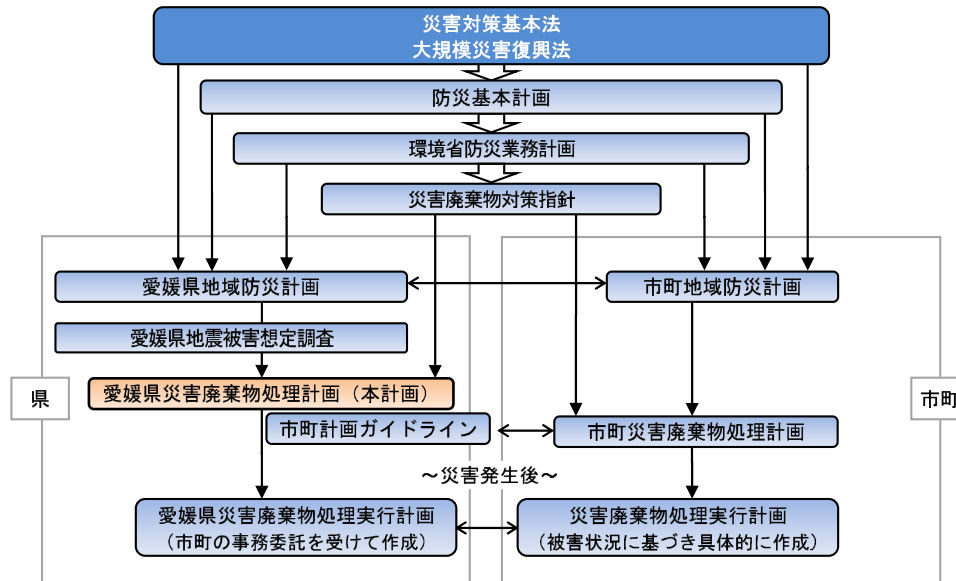 災害対策基本法
大規模災害復興法
防災基本計画
環境省防災業務計画
災害廃棄物対策指針
愛媛県地域防災計画
市町地域防災計画
愛媛県地震被害想定調査
県
愛媛県災害廃棄物処理計画（本計画）
市町
市町計画ガイドライン
市町災害廃棄物処理計画
～災害発生後～
愛媛県災害廃棄物処理実行計画
（市町の事務委託を受けて作成）
災害廃棄物処理実行計画
（被害状況に基づき具体的に作成）